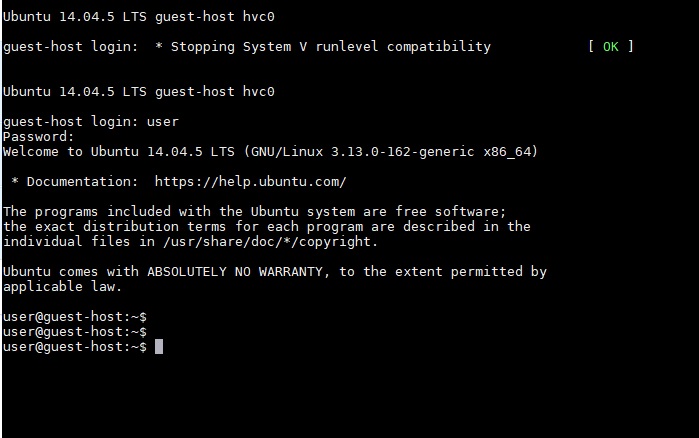 Ubuntu 14.04.5 LTS guest-host hvc0
guest-host login:  * Stopping System V runlevel compatibility            [ OK ]
Ubuntu 14.04.5 LTS guest-host hvc0
guest-host login: user
Password:
Welcome to Ubuntu 14.04.5 LTS (GNU/Linux 3.13.0-162-generic x86_64)
 * Documentation:  https://help.ubuntu.com/
The programs included with the Ubuntu system are free software;
the exact distribution terms for each program are described in the
individual files in /usr/share/doc/*/copyright.
Ubuntu comes with ABSOLUTELY NO WARRANTY, to the extent permitted by
applicable law.
user@guest-host:~$
user@guest-host:~$
user@guest-host:~$